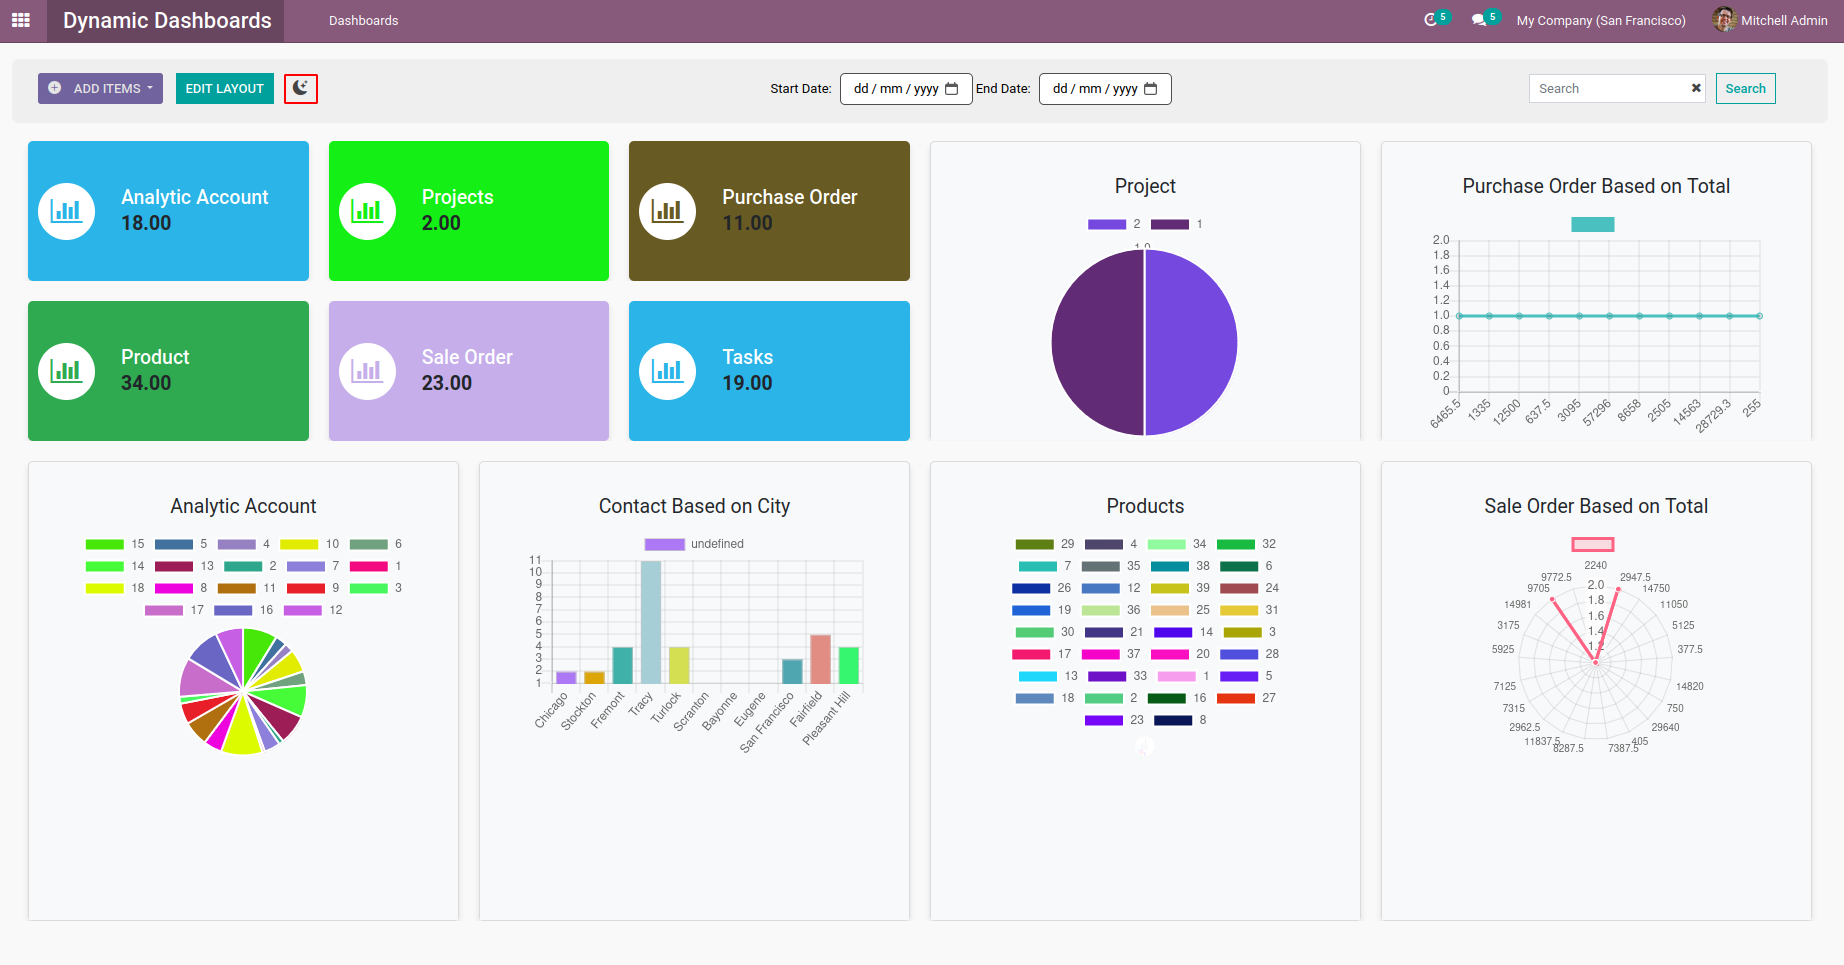 Dynamic Dashboards
Dashboards
5
5
My Company (San Francisco)
Mitchell Admin
ADD ITEMS
EDIT LAYOUT
Start Date:
dd / mm / yyyy
End Date:
dd / mm / yyyy
Search
Search
Analytic Account
18.00
Projects
2.00
Purchase Order
11.00
Product
34.00
Sale Order
23.00
Tasks
19.00
Project
2 1
Purchase Order Based on Total
2.0
1.8
1.6
1.4
1.2
1.0
0.8
0.6
0.4
0.2
0
6465.5 1335 12500 637.5 3095 57296 8658 2505 14563 28729.3 255
Analytic Account
15 5 4 10 6
14 13 2 7 1
18 8 11 9 3
17 16 12
Contact Based on City
undefined
11
10
9
8
7
6
5
4
3
2
1
Chicago Stockton Fremont Tracy Turlock Scranton Bayonne Eugene San Francisco Fairfield Pleasant Hill
Products
29 4 34 32
7 35 38 6
26 12 39 24
19 36 25 31
30 21 14 3
17 37 20 28
13 33 1 5
18 2 16 27
23 8
Sale Order Based on Total
2240
9772.5 2947.5
9705 2.0 14750
14981 1.8 11050
1.6
3175 1.4 5125
1.2
5925 377.5
7125 14820
7315 750
2962.5 29640
11837.5 405
8287.5 7387.5